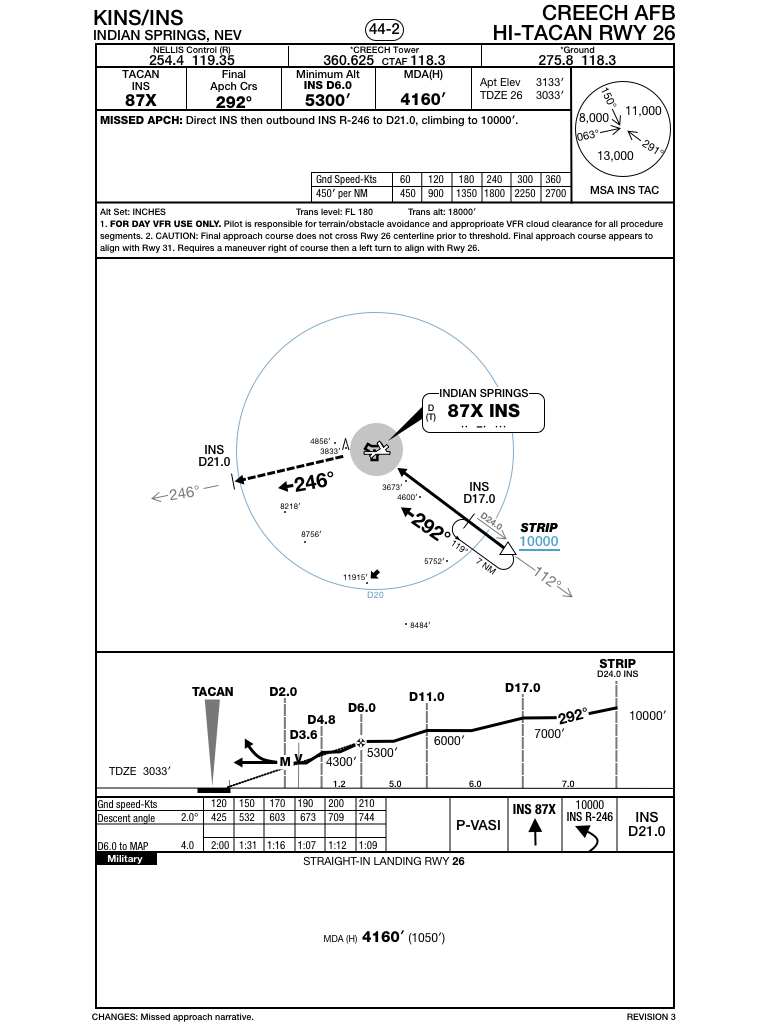 KINS/INS
INDIAN SPRINGS, NEV
44-2
CREECH AFB
HI-TACAN RWY 26
NELLIS Control (R)
254.4 119.35
*CREECH Tower
360.625 CTAF 118.3
*Ground
275.8 118.3
TACAN
INS
87X
Final
Apch Crs
292°
Minimum Alt
INS D6.0
5300′
MDA(H)
4160′
Apt Elev 3133′
TDZE 26 3033′
150°
11,000
8,000
063°
291°
13,000
MSA INS TAC
MISSED APCH: Direct INS then outbound INS R-246 to D21.0, climbing to 10000′.
Gnd Speed-Kts 60 120 180 240 300 360
450′ per NM 450 900 1350 1800 2250 2700
Alt Set: INCHES Trans level: FL 180 Trans alt: 18000′
1. FOR DAY VFR USE ONLY. Pilot is responsible for terrain/obstacle avoidance and appropriate VFR cloud clearance for all procedure
segments. 2. CAUTION: Final approach course does not cross Rwy 26 centerline prior to threshold. Final approach course appears to
align with Rwy 31. Requires a maneuver right of course then a left turn to align with Rwy 26.
INDIAN SPRINGS
D
(T)
87X INS
4856′
3833′
INS
D21.0
246°
246°
3673′
4600′
INS
D17.0
D24.0
STRIP
10000
292°
119°
7 NM
112°
8218′
8756′
5752′
11915′
D20
8484′
STRIP
D24.0 INS
TACAN
D2.0
D3.6
D4.8
D6.0
D11.0
D17.0
292°
10000′
7000′
6000′
5300′
4300′
M
V
TDZE 3033′
1.2 5.0 6.0 7.0
Gnd speed-Kts 120 150 170 190 200 210
Descent angle 2.0° 425 532 603 673 709 744
D6.0 to MAP 4.0 2:00 1:31 1:16 1:07 1:12 1:09
P-VASI
INS 87X
10000
INS R-246
INS
D21.0
Military
STRAIGHT-IN LANDING RWY 26
MDA (H) 4160′ (1050′)
CHANGES: Missed approach narrative.
REVISION 3